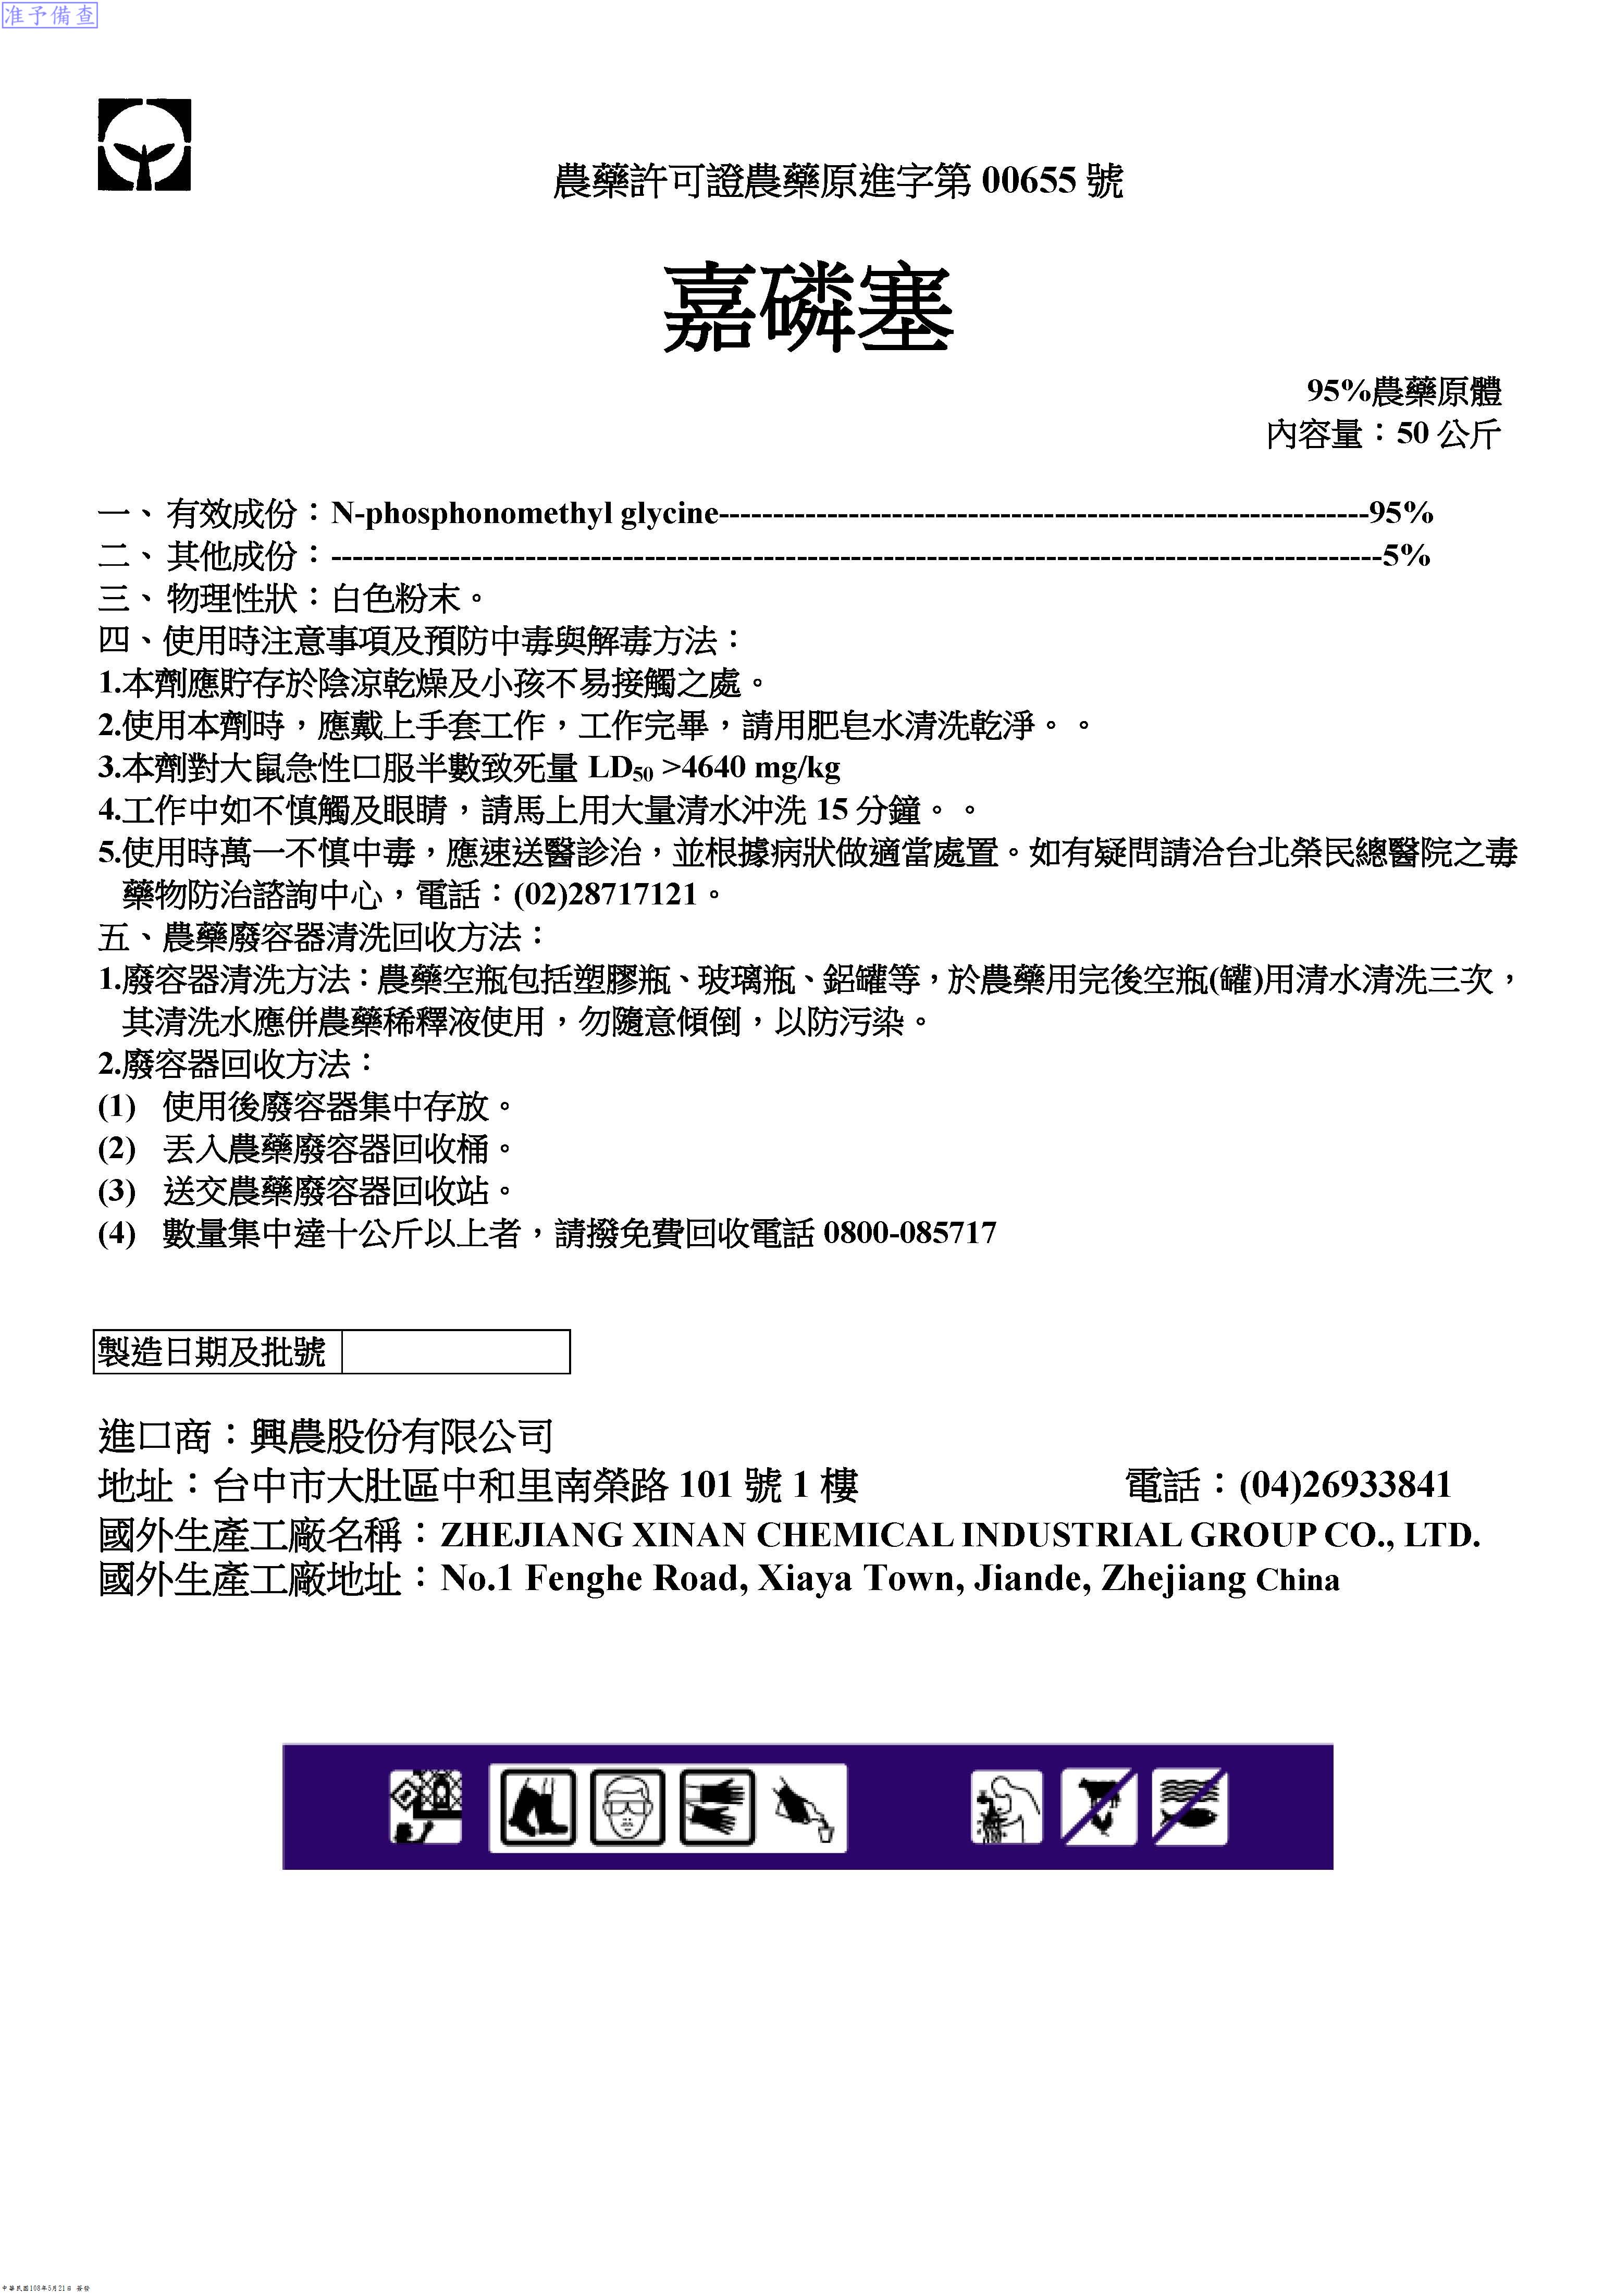 准予備查
農藥許可證農藥原進字第 00655 號
嘉磷塞
95%農藥原體
內容量：50 公斤
一、有效成份：N-phosphonomethyl glycine------------------------------------------------------------95%
二、其他成份：-------------------------------------------------------------------------------------------------5%
三、物理性狀：白色粉末。
四、使用時注意事項及預防中毒與解毒方法：
1.本劑應貯存於陰涼乾燥及小孩不易接觸之處。
2.使用本劑時，應戴上手套工作，工作完畢，請用肥皂水清洗乾淨。。
3.本劑對大鼠急性口服半數致死量 LD50 >4640 mg/kg
4.工作中如不慎觸及眼睛，請馬上用大量清水沖洗 15 分鐘。。
5.使用時萬一不慎中毒，應速送醫診治，並根據病狀做適當處置。如有疑問請洽台北榮民總醫院之毒
藥物防治諮詢中心，電話：(02)28717121。
五、農藥廢容器清洗回收方法：
1.廢容器清洗方法：農藥空瓶包括塑膠瓶、玻璃瓶、鋁罐等，於農藥用完後空瓶(罐)用清水清洗三次，
其清洗水應併農藥稀釋液使用，勿隨意傾倒，以防污染。
2.廢容器回收方法：
(1) 使用後廢容器集中存放。
(2) 丟入農藥廢容器回收桶。
(3) 送交農藥廢容器回收站。
(4) 數量集中達十公斤以上者，請撥免費回收電話 0800-085717
製造日期及批號
進口商：興農股份有限公司
地址：台中市大肚區中和里南榮路 101 號 1 樓 電話：(04)26933841
國外生產工廠名稱：ZHEJIANG XINAN CHEMICAL INDUSTRIAL GROUP CO., LTD.
國外生產工廠地址：No.1 Fenghe Road, Xiaya Town, Jiande, Zhejiang China
中華民國108年5月21日 簽發